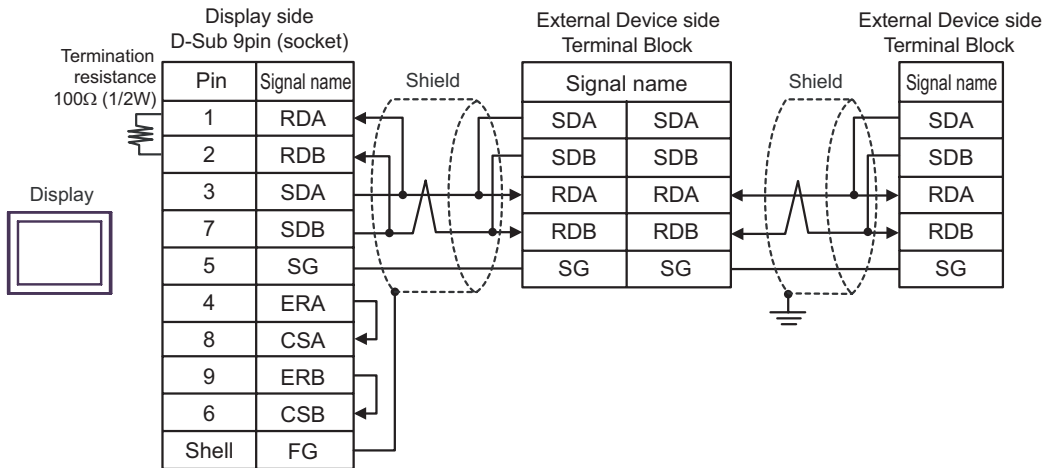 Display side
D-Sub 9pin (socket)
External Device side
Terminal Block
External Device side
Terminal Block
Termination
resistance
100Ω (1/2W)
Pin Signal name
Shield
Signal name
Shield
Signal name
1 RDA
SDA SDA
SDA
2 RDB
SDB SDB
SDB
Display
3 SDA
RDA RDA
RDA
7 SDB
RDB RDB
RDB
5 SG
SG SG
SG
4 ERA
8 CSA
9 ERB
6 CSB
Shell FG